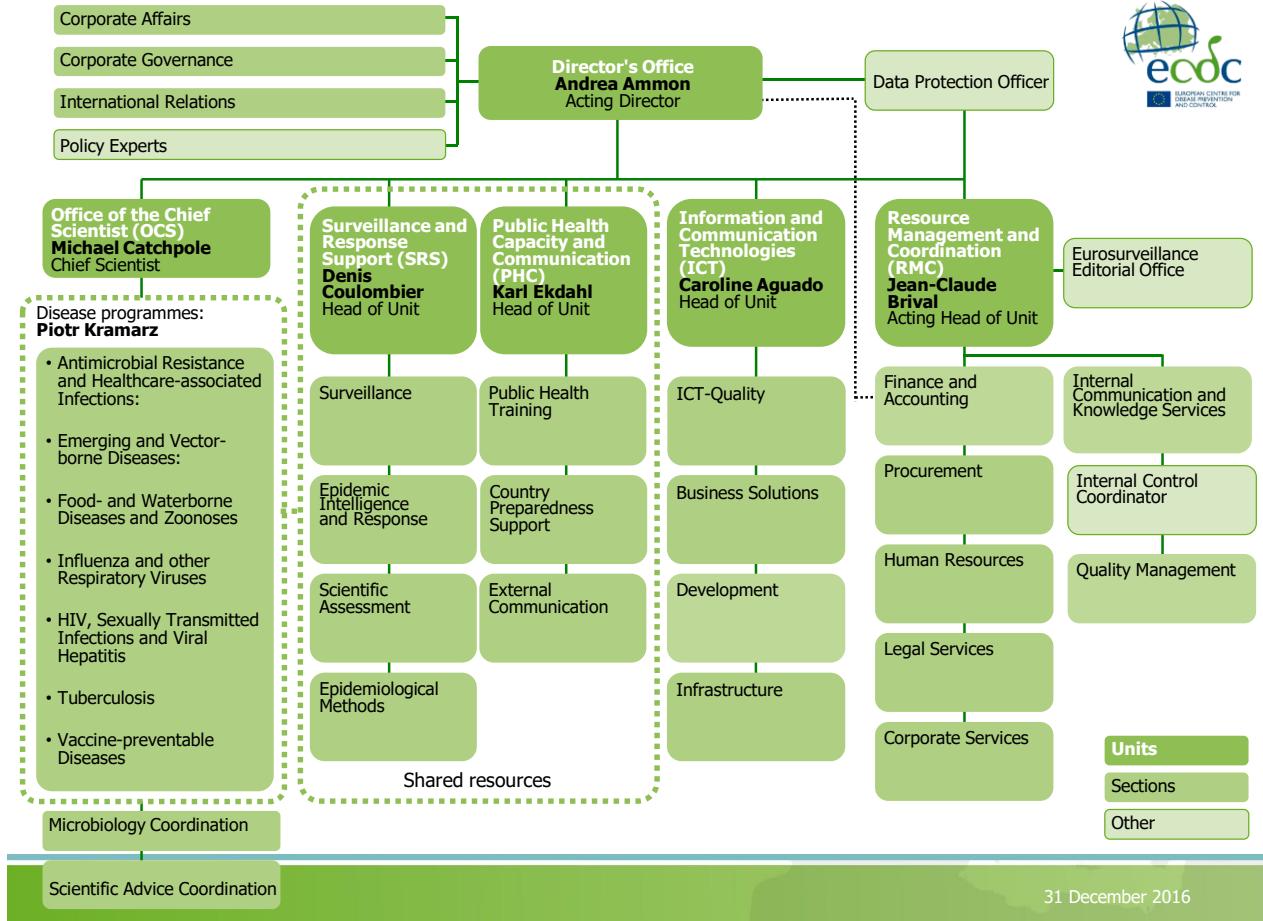 Corporate Affairs
Corporate Governance
International Relations
Policy Experts
Director's Office
Andrea Ammon
Acting Director
Data Protection Officer
ecdc
EUROPEAN CENTRE FOR
DISEASE PREVENTION
AND CONTROL
Office of the Chief
Scientist (OCS)
Michael Catchpole
Chief Scientist
Disease programmes:
Piotr Kramarz
• Antimicrobial Resistance
and Healthcare-associated
Infections:
• Emerging and Vector-
borne Diseases:
• Food- and Waterborne
Diseases and Zoonoses
• Influenza and other
Respiratory Viruses
• HIV, Sexually Transmitted
Infections and Viral
Hepatitis
• Tuberculosis
• Vaccine-preventable
Diseases
Microbiology Coordination
Scientific Advice Coordination
Surveillance and
Response
Support (SRS)
Denis
Coulombier
Head of Unit
Surveillance
Epidemic
Intelligence
and Response
Scientific
Assessment
Epidemiological
Methods
Public Health
Capacity and
Communication
(PHC)
Karl Ekdahl
Head of Unit
Public Health
Training
Country
Preparedness
Support
External
Communication
Shared resources
Information and
Communication
Technologies
(ICT)
Caroline Aguado
Head of Unit
ICT-Quality
Business Solutions
Development
Infrastructure
Resource
Management and
Coordination
(RMC)
Jean-Claude
Brival
Acting Head of Unit
Eurosurveillance
Editorial Office
Finance and
Accounting
Procurement
Human Resources
Legal Services
Corporate Services
Internal
Communication and
Knowledge Services
Internal Control
Coordinator
Quality Management
Units
Sections
Other
31 December 2016